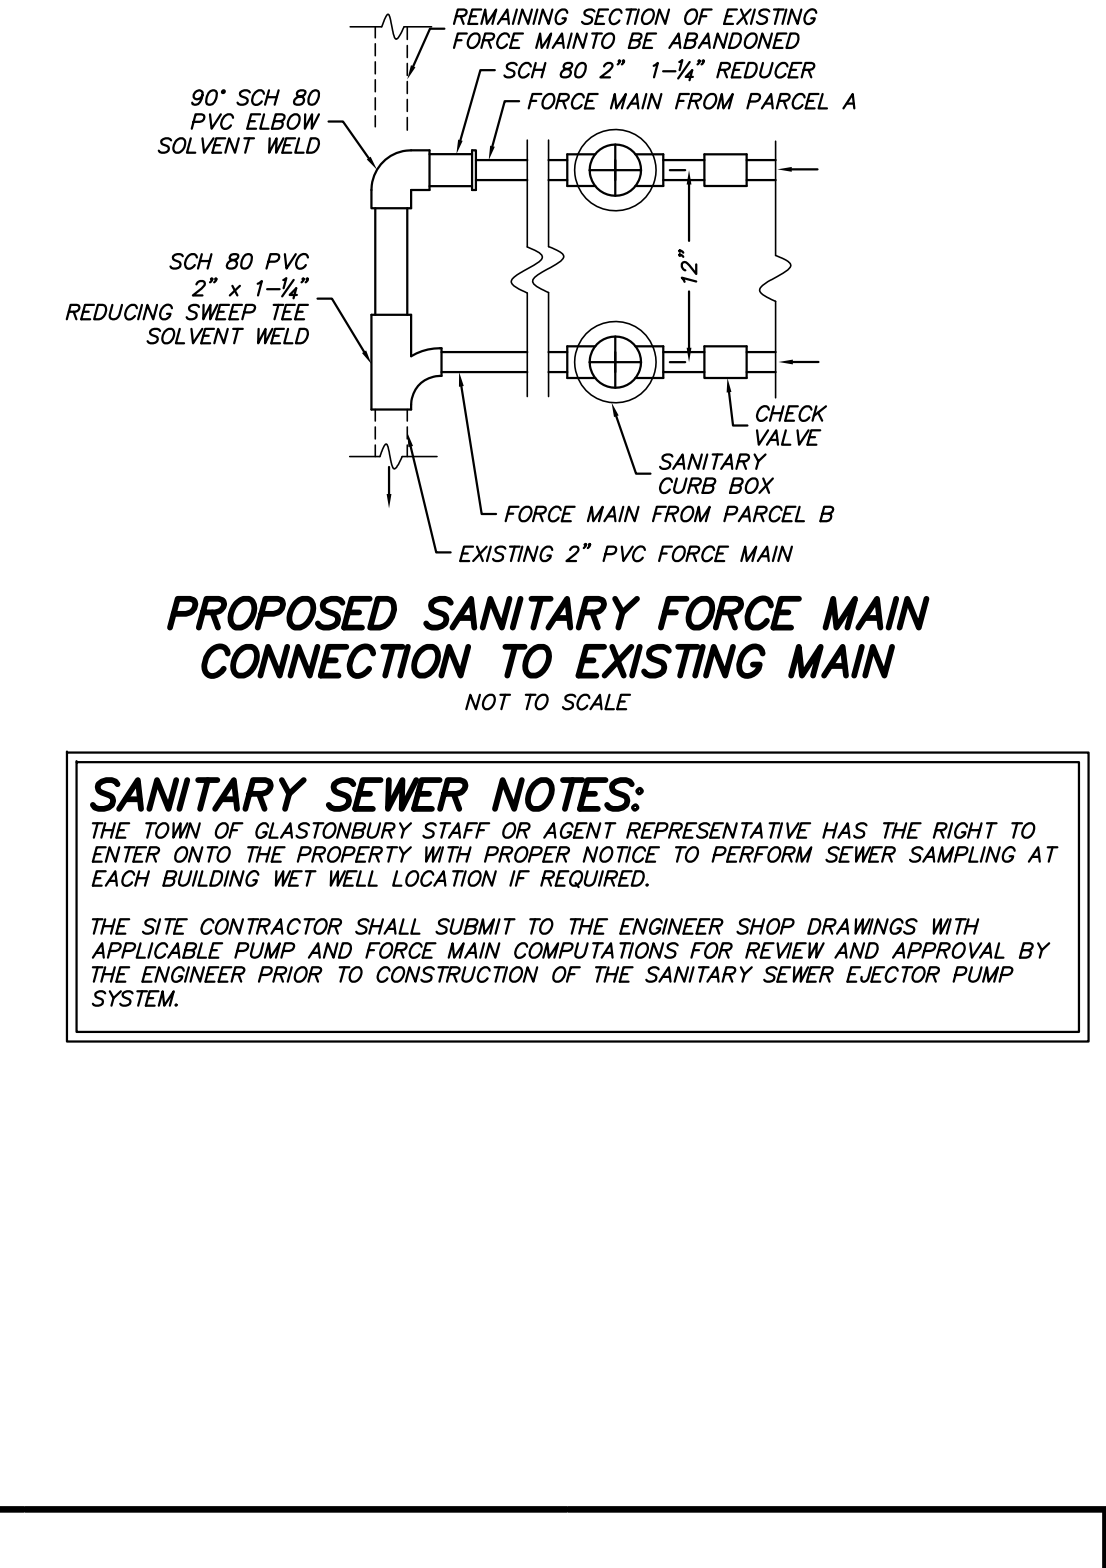 REMAINING SECTION OF EXISTING
FORCE MAINTO BE ABANDONED
SCH 80 2" 1-¼" REDUCER
FORCE MAIN FROM PARCEL A
90° SCH 80
PVC ELBOW
SOLVENT WELD
SCH 80 PVC
2" x 1-¼"
REDUCING SWEEP TEE
SOLVENT WELD
12"
CHECK
VALVE
SANITARY
CURB BOX
FORCE MAIN FROM PARCEL B
EXISTING 2" PVC FORCE MAIN
PROPOSED SANITARY FORCE MAIN
CONNECTION TO EXISTING MAIN
NOT TO SCALE
SANITARY SEWER NOTES:
THE TOWN OF GLASTONBURY STAFF OR AGENT REPRESENTATIVE HAS THE RIGHT TO
ENTER ONTO THE PROPERTY WITH PROPER NOTICE TO PERFORM SEWER SAMPLING AT
EACH BUILDING WET WELL LOCATION IF REQUIRED.
THE SITE CONTRACTOR SHALL SUBMIT TO THE ENGINEER SHOP DRAWINGS WITH
APPLICABLE PUMP AND FORCE MAIN COMPUTATIONS FOR REVIEW AND APPROVAL BY
THE ENGINEER PRIOR TO CONSTRUCTION OF THE SANITARY SEWER EJECTOR PUMP
SYSTEM.